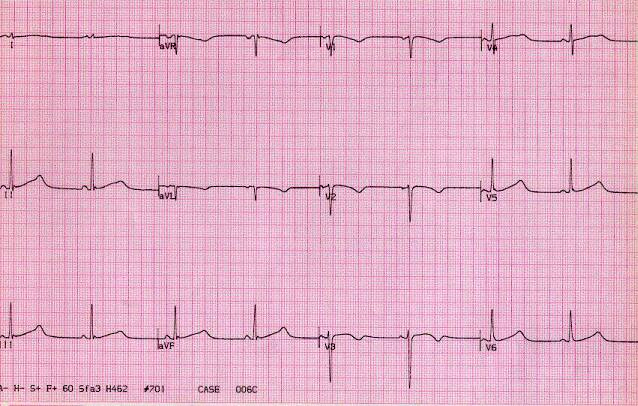 I aVR V1 V4
II aVL V2 V5
III aVF V3 V6
A- H- S+ F+ 60 Sfa3 H462 #701 CASE 006C